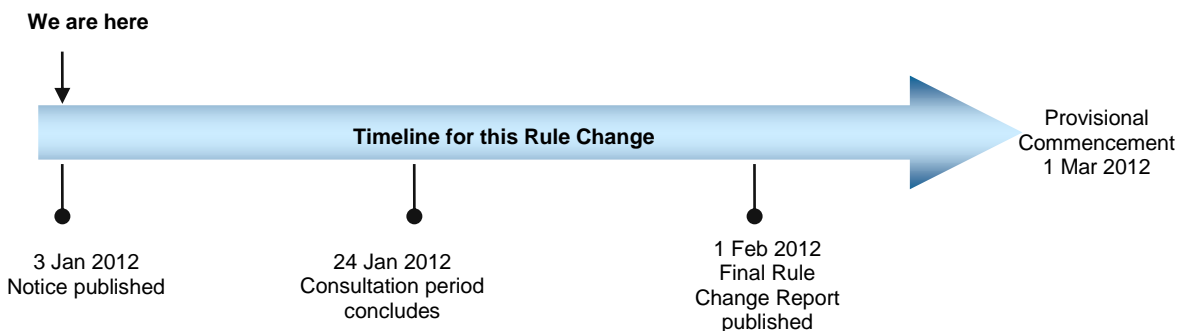 We are here
Timeline for this Rule Change
Provisional
Commencement
1 Mar 2012
3 Jan 2012
Notice published
24 Jan 2012
Consultation period
concludes
1 Feb 2012
Final Rule
Change Report
published